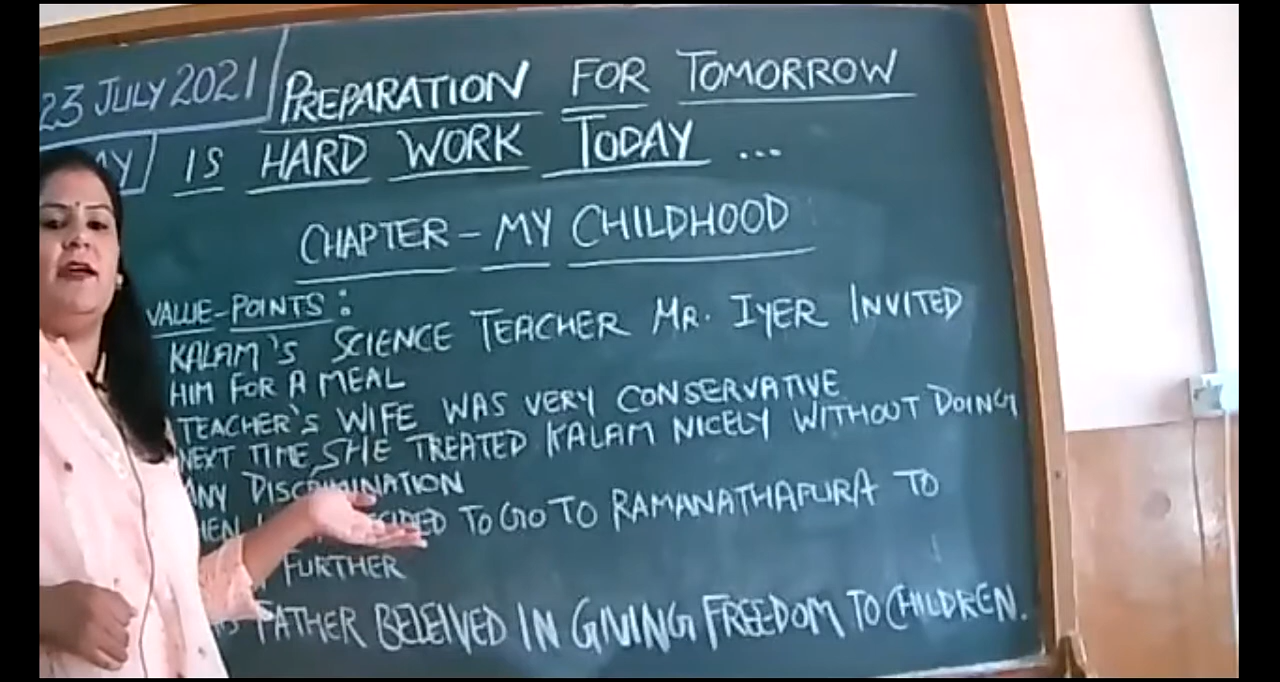 23 JULY 2021
PREPARATION FOR TOMORROW
IS HARD WORK TODAY ...
CHAPTER - MY CHILDHOOD
VALUE-POINTS:
KALAM'S SCIENCE TEACHER MR. IYER INVITED
HIM FOR A MEAL
TEACHER'S WIFE WAS VERY CONSERVATIVE
NEXT TIME, SHE TREATED KALAM NICELY WITHOUT DOING
ANY DISCRIMINATION
TO GO TO RAMANATHAPURA TO
FURTHER
FATHER BELEIVED IN GIVING FREEDOM TO CHILDREN.